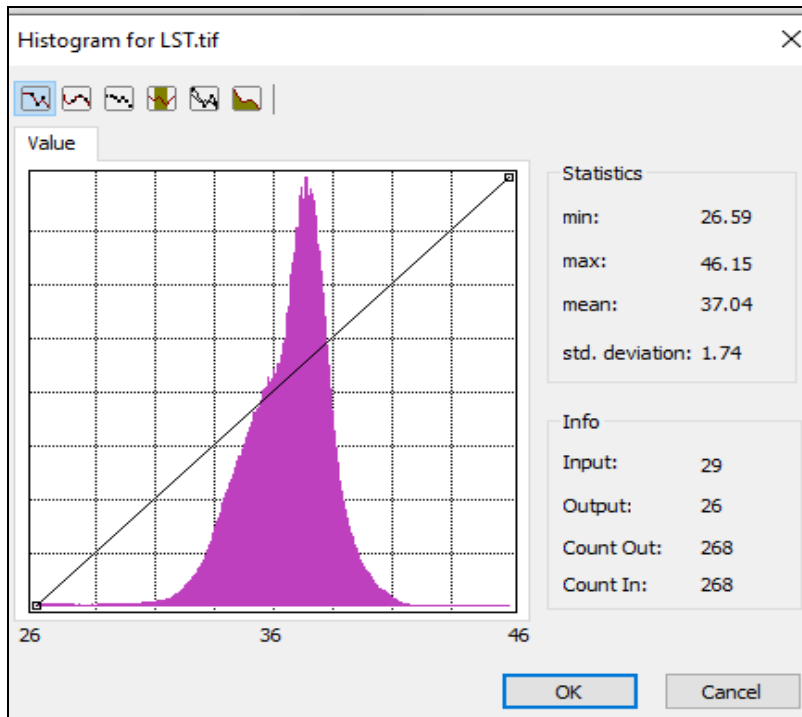 Histogram for LST.tif
Value
26 36 46
Statistics
min: 26.59
max: 46.15
mean: 37.04
std. deviation: 1.74
Info
Input: 29
Output: 26
Count Out: 268
Count In: 268
OK Cancel